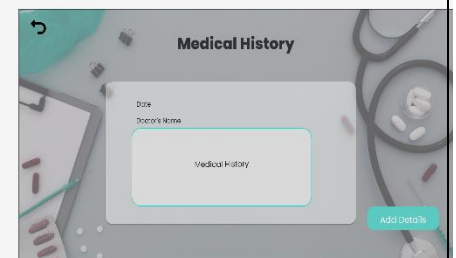 Medical History
Date
Doctor's Name
Medical History
Add Details